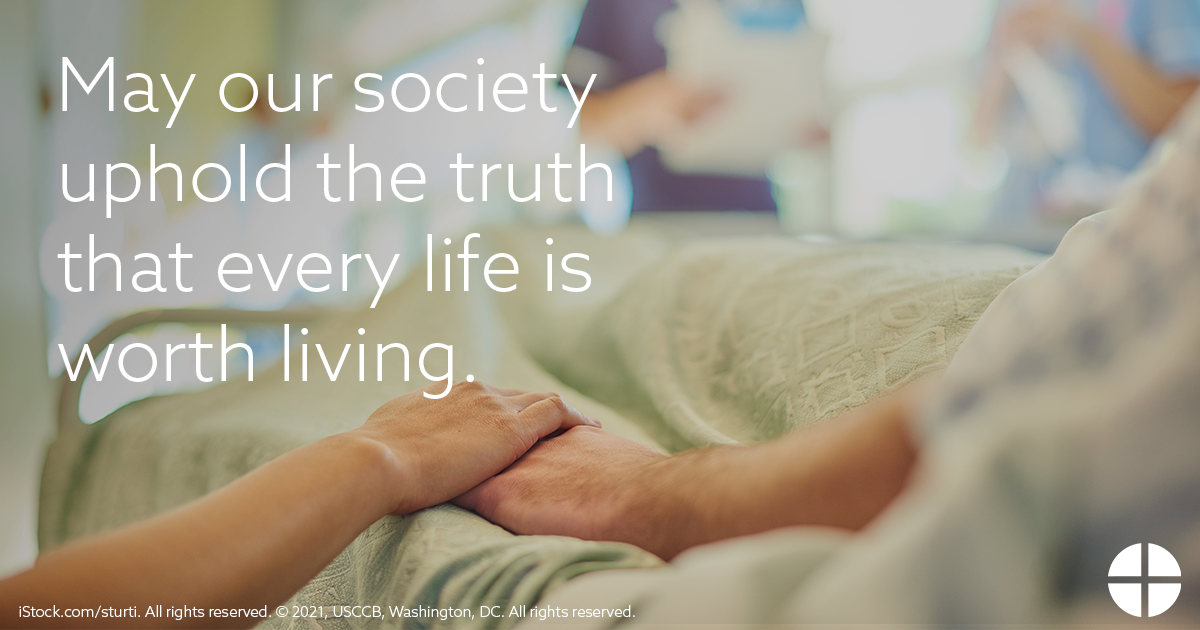 May our society
uphold the truth
that every life is
worth living.
iStock.com/sturti. All rights reserved. © 2021, USCCB, Washington, DC. All rights reserved.